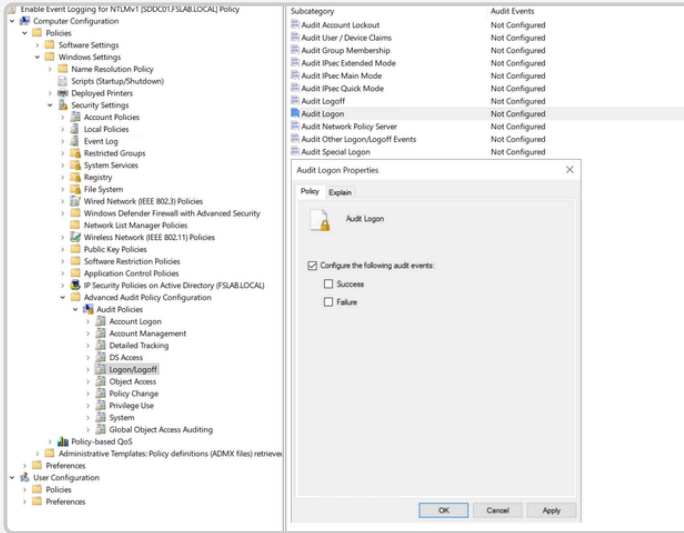 Enable Event Logging for NTLMv1 [SDDC01.FSLAB.LOCAL] Policy
Computer Configuration
Policies
Software Settings
Windows Settings
Name Resolution Policy
Scripts (Startup/Shutdown)
Deployed Printers
Security Settings
Account Policies
Local Policies
Event Log
Restricted Groups
System Services
Registry
File System
Wired Network (IEEE 802.3) Policies
Windows Defender Firewall with Advanced Security
Network List Manager Policies
Wireless Network (IEEE 802.11) Policies
Public Key Policies
Software Restriction Policies
Application Control Policies
IP Security Policies on Active Directory (FSLAB.LOCAL)
Advanced Audit Policy Configuration
Audit Policies
Account Logon
Account Management
Detailed Tracking
DS Access
Logon/Logoff
Object Access
Policy Change
Privilege Use
System
Global Object Access Auditing
Policy-based QoS
Administrative Templates: Policy definitions (ADMX files) retrieved
Preferences
User Configuration
Policies
Preferences
Subcategory Audit Events
Audit Account Lockout Not Configured
Audit User / Device Claims Not Configured
Audit Group Membership Not Configured
Audit IPsec Extended Mode Not Configured
Audit IPsec Main Mode Not Configured
Audit IPsec Quick Mode Not Configured
Audit Logoff Not Configured
Audit Logon Not Configured
Audit Network Policy Server Not Configured
Audit Other Logon/Logoff Events Not Configured
Audit Special Logon Not Configured
Audit Logon Properties
Policy Explain
Audit Logon
Configure the following audit events:
Success
Failure
OK Cancel Apply